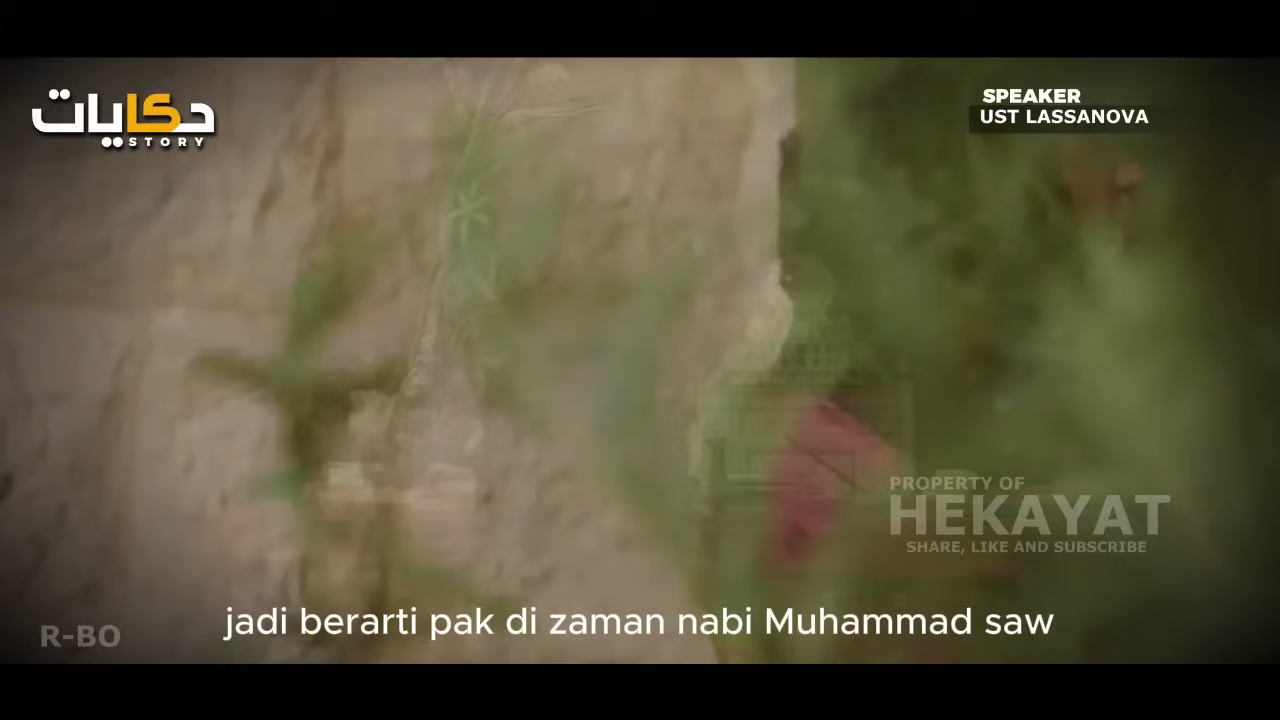 حكايات
STORY
SPEAKER
UST LASSANOVA
PROPERTY OF
HEKAYAT
SHARE, LIKE AND SUBSCRIBE
jadi berarti pak di zaman nabi Muhammad saw
R-BO